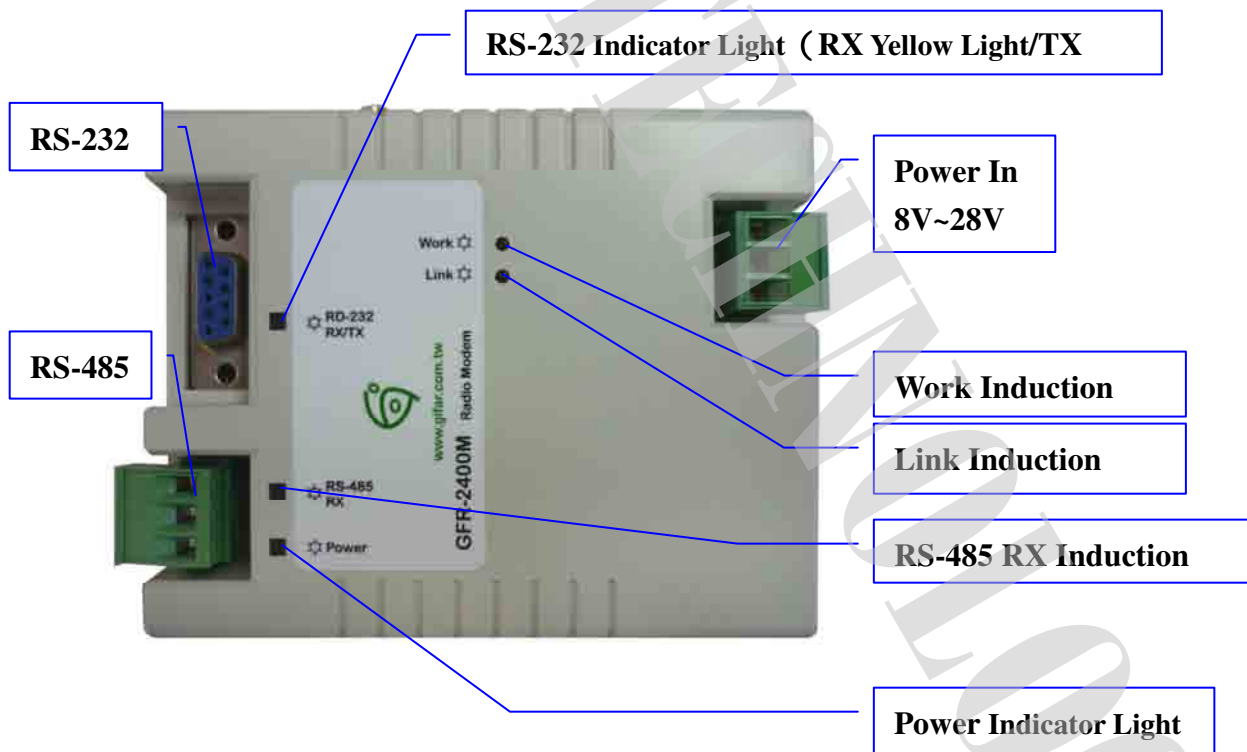 RS-232 Indicator Light（RX Yellow Light/TX
RS-232
Power In
8V~28V
Work
Link
RD-232
RX/TX
RS-485
www.gifar.com.tw
GFR-2400M Radio Modem
RS-485
RX
Power
Work Induction
Link Induction
RS-485 RX Induction
Power Indicator Light
TECHNOLO